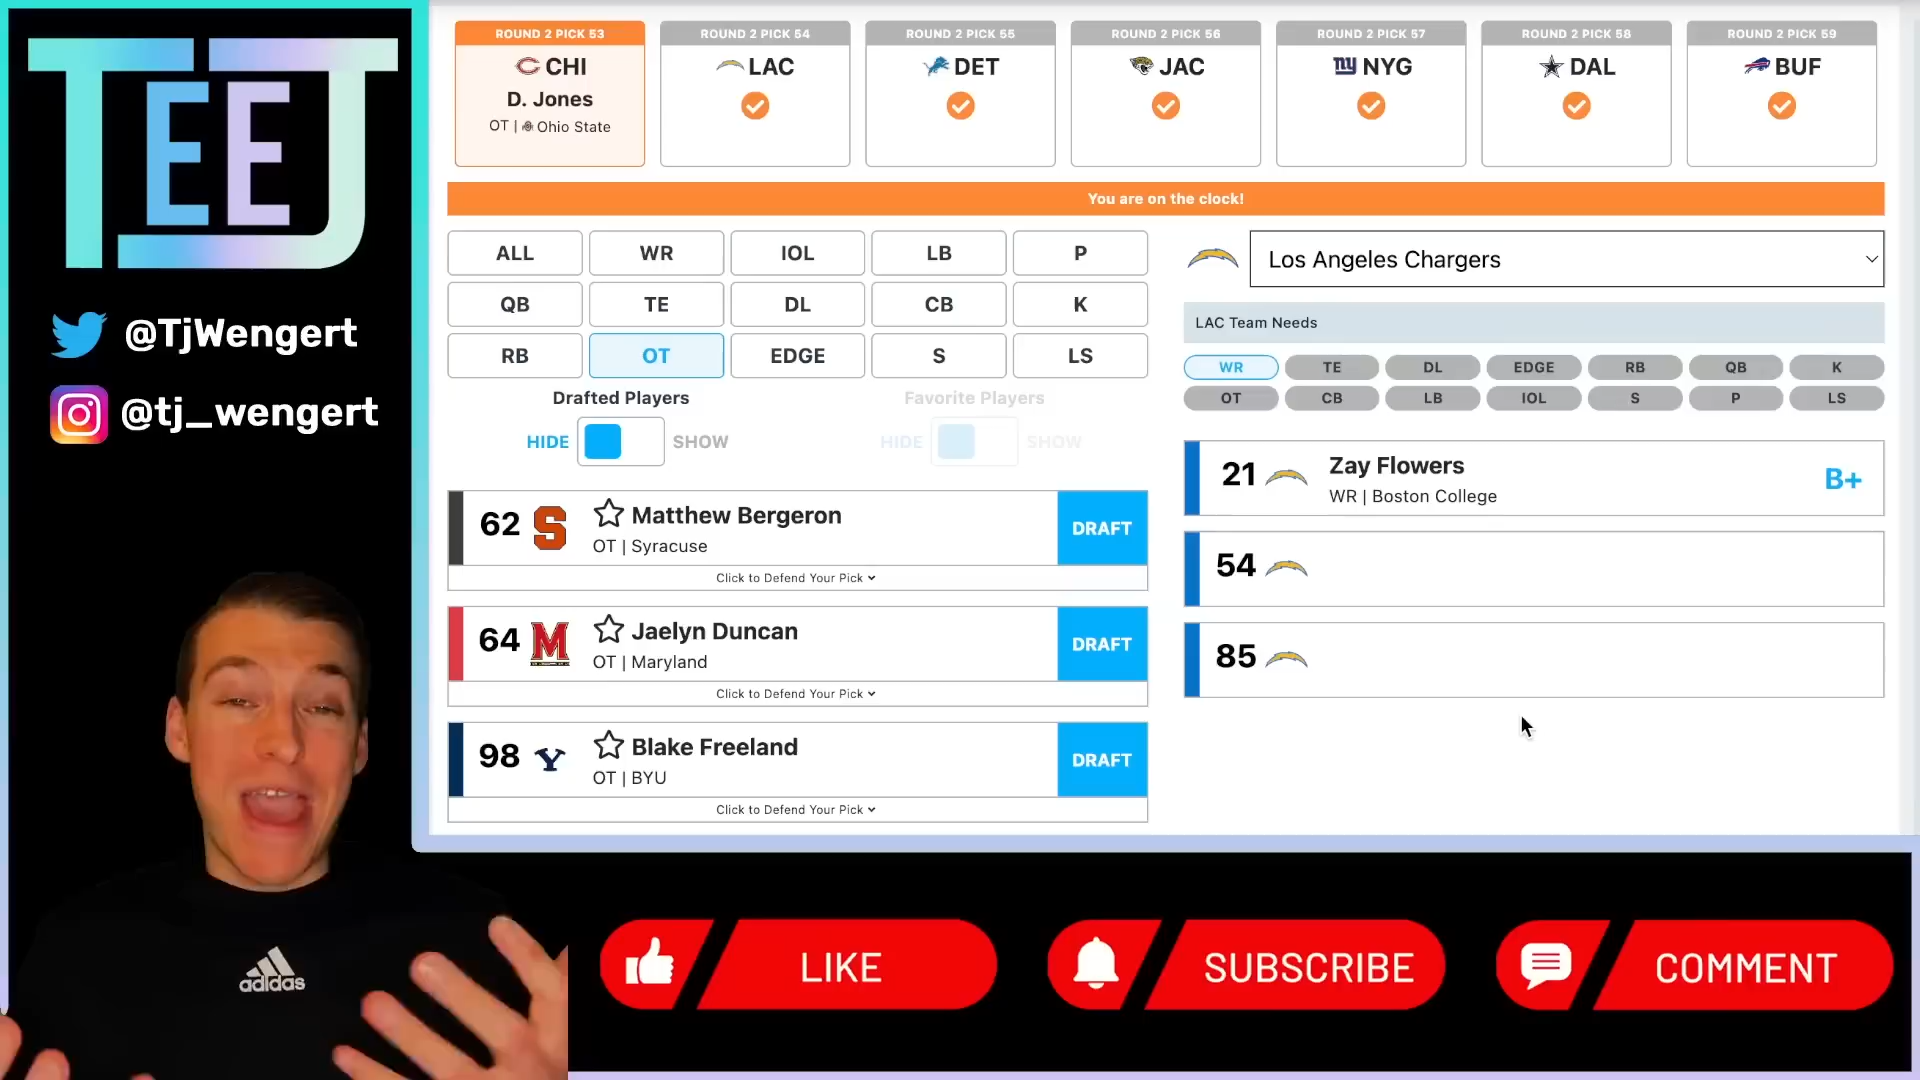 TEEJ
@TjWengert
@tj_wengert
adidas
ROUND 2 PICK 53
CHI
D. Jones
OT | Ohio State
ROUND 2 PICK 54
LAC
ROUND 2 PICK 55
DET
ROUND 2 PICK 56
JAC
ROUND 2 PICK 57
NYG
ny
ROUND 2 PICK 58
DAL
ROUND 2 PICK 59
BUF
You are on the clock!
ALL WR IOL LB P
QB TE DL CB K
RB OT EDGE S LS
Drafted Players
HIDE SHOW
Favorite Players
HIDE SHOW
62 S Matthew Bergeron
OT | Syracuse
DRAFT
Click to Defend Your Pick
64 M Jaelyn Duncan
OT | Maryland
DRAFT
Click to Defend Your Pick
98 Y Blake Freeland
OT | BYU
DRAFT
Click to Defend Your Pick
Los Angeles Chargers
LAC Team Needs
WR TE DL EDGE RB QB K
OT CB LB IOL S P LS
21 Zay Flowers
WR | Boston College
B+
54
85
LIKE
SUBSCRIBE
COMMENT